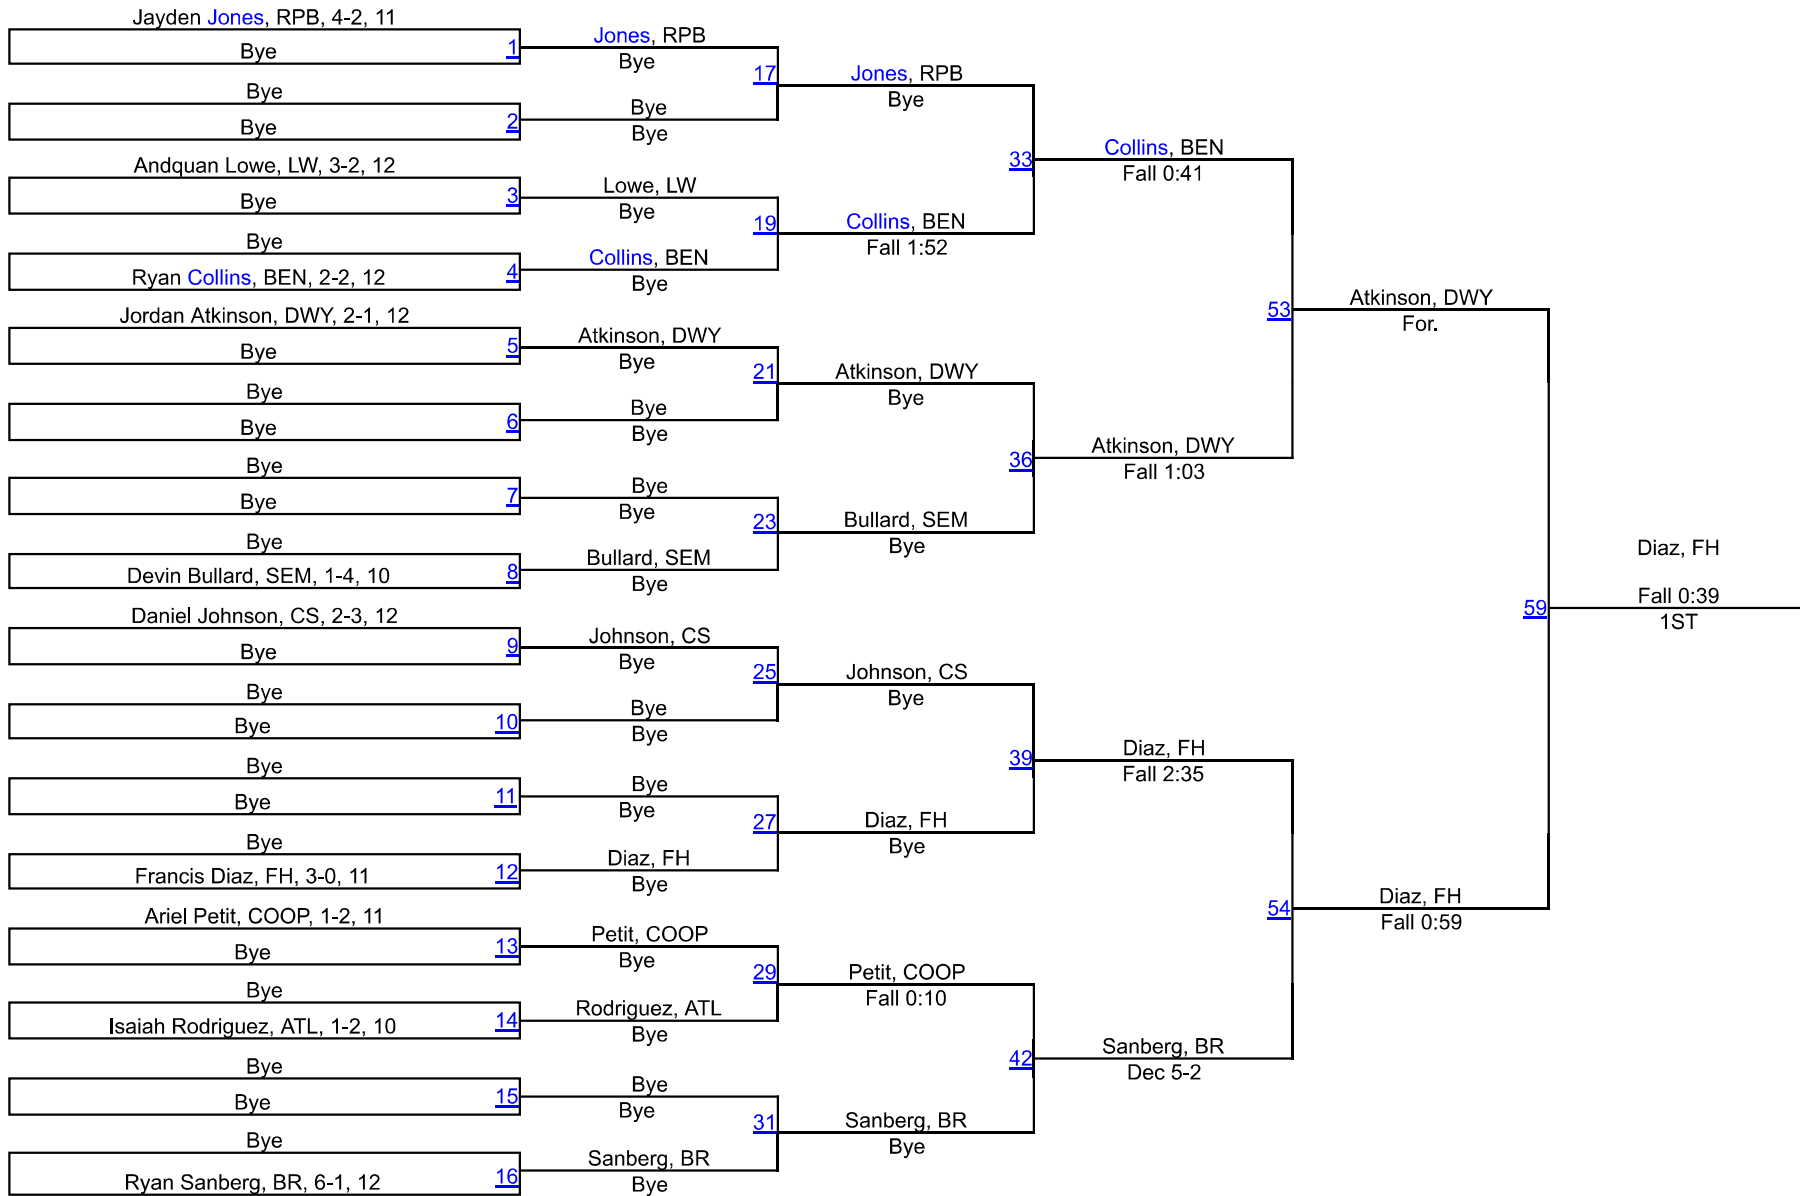 Jayden Jones, RPB, 4-2, 11
Bye
1
Bye
Bye
2
Andquan Lowe, LW, 3-2, 12
Bye
3
Bye
Ryan Collins, BEN, 2-2, 12
4
Jordan Atkinson, DWY, 2-1, 12
Bye
5
Bye
Bye
6
Bye
Bye
7
Bye
Devin Bullard, SEM, 1-4, 10
8
Daniel Johnson, CS, 2-3, 12
Bye
9
Bye
Bye
10
Bye
Bye
11
Bye
Francis Diaz, FH, 3-0, 11
12
Ariel Petit, COOP, 1-2, 11
Bye
13
Bye
Isaiah Rodriguez, ATL, 1-2, 10
14
Bye
Bye
15
Bye
Ryan Sanberg, BR, 6-1, 12
16
Jones, RPB
Bye
17
Bye
Bye
Lowe, LW
Bye
19
Collins, BEN
Bye
Atkinson, DWY
Bye
21
Bye
Bye
Bye
Bye
23
Bullard, SEM
Bye
Johnson, CS
Bye
25
Bye
Bye
Bye
Bye
27
Diaz, FH
Bye
Petit, COOP
Bye
29
Rodriguez, ATL
Bye
Bye
Bye
31
Sanberg, BR
Bye
Jones, RPB
Bye
33
Collins, BEN
Fall 1:52
Atkinson, DWY
Bye
36
Bullard, SEM
Bye
Johnson, CS
Bye
39
Diaz, FH
Bye
Petit, COOP
Fall 0:10
42
Sanberg, BR
Bye
Collins, BEN
Fall 0:41
53
Atkinson, DWY
Fall 1:03
Diaz, FH
Fall 2:35
54
Sanberg, BR
Dec 5-2
Atkinson, DWY
For.
59
Diaz, FH
Fall 0:59
Diaz, FH
Fall 0:39
1ST